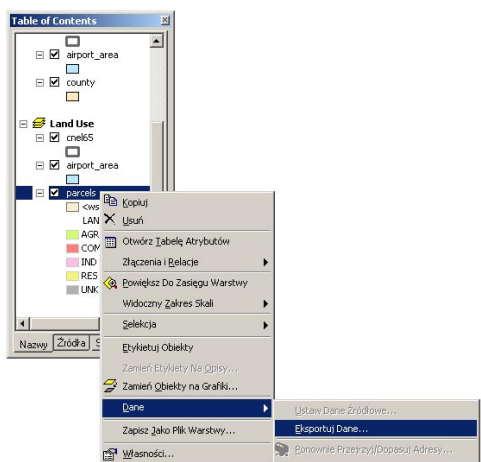 Table of Contents
airport_area
county
Land Use
cnel65
airport_area
parcels
LAN
AGR
COM
IND
RES
UNK
Nazwy
Źródła
S
Kopiuj
Usuń
Otwórz Tabelę Atrybutów
Złączenia i Relacje
Powiększ Do Zasięgu Warstwy
Widoczny Zakres Skali
Selekcja
Etykietuj Obiekty
Zamień Etykiety Na Opisy...
Zamień Obiekty na Grafiki...
Dane
Zapisz Jako Plik Warstwy...
Własności...
Ustaw Dane Źródłowe...
Eksportuj Dane...
Ponownie Przejrzyj/Dopasuj Adresy...